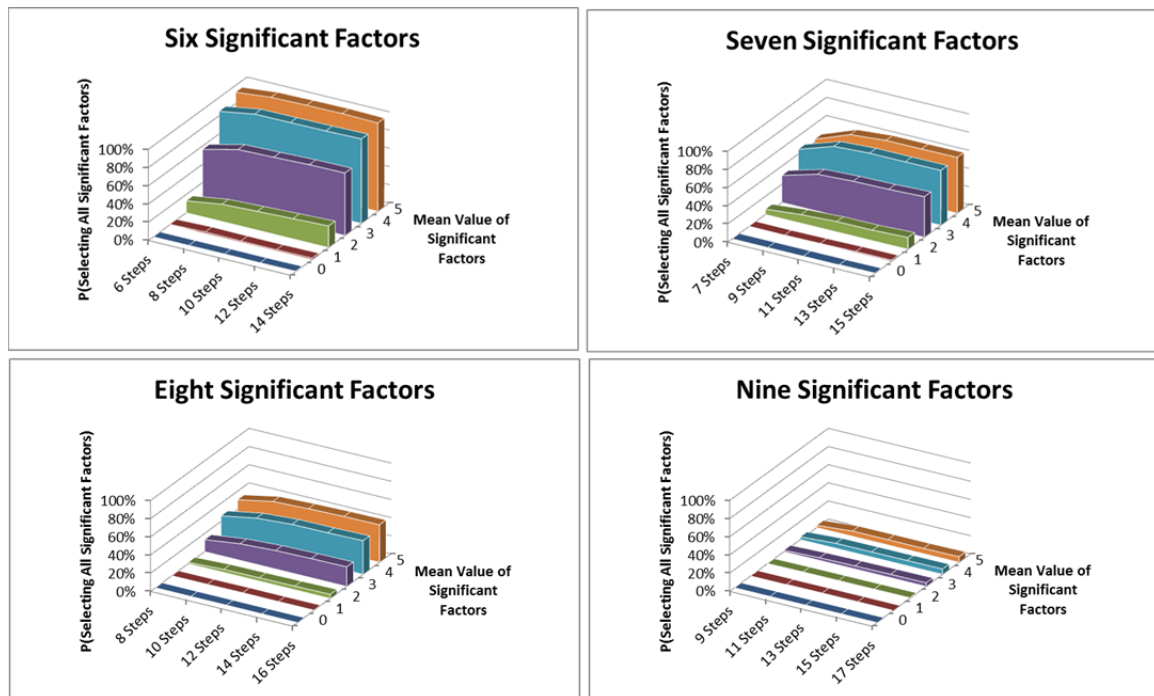 Six Significant Factors
P(Selecting All Significant Factors)
100%
80%
60%
40%
20%
0%
6 Steps
8 Steps
10 Steps
12 Steps
14 Steps
0
1
2
3
4
5
Mean Value of
Significant
Factors
Seven Significant Factors
P(Selecting All Significant Factors)
100%
80%
60%
40%
20%
0%
7 Steps
9 Steps
11 Steps
13 Steps
15 Steps
0
1
2
3
4
5
Mean Value of
Significant
Factors
Eight Significant Factors
P(Selecting All Significant Factors)
100%
80%
60%
40%
20%
0%
8 Steps
10 Steps
12 Steps
14 Steps
16 Steps
0
1
2
3
4
5
Mean Value of
Significant
Factors
Nine Significant Factors
P(Selecting All Significant Factors)
100%
80%
60%
40%
20%
0%
9 Steps
11 Steps
13 Steps
15 Steps
17 Steps
0
1
2
3
4
5
Mean Value of
Significant
Factors